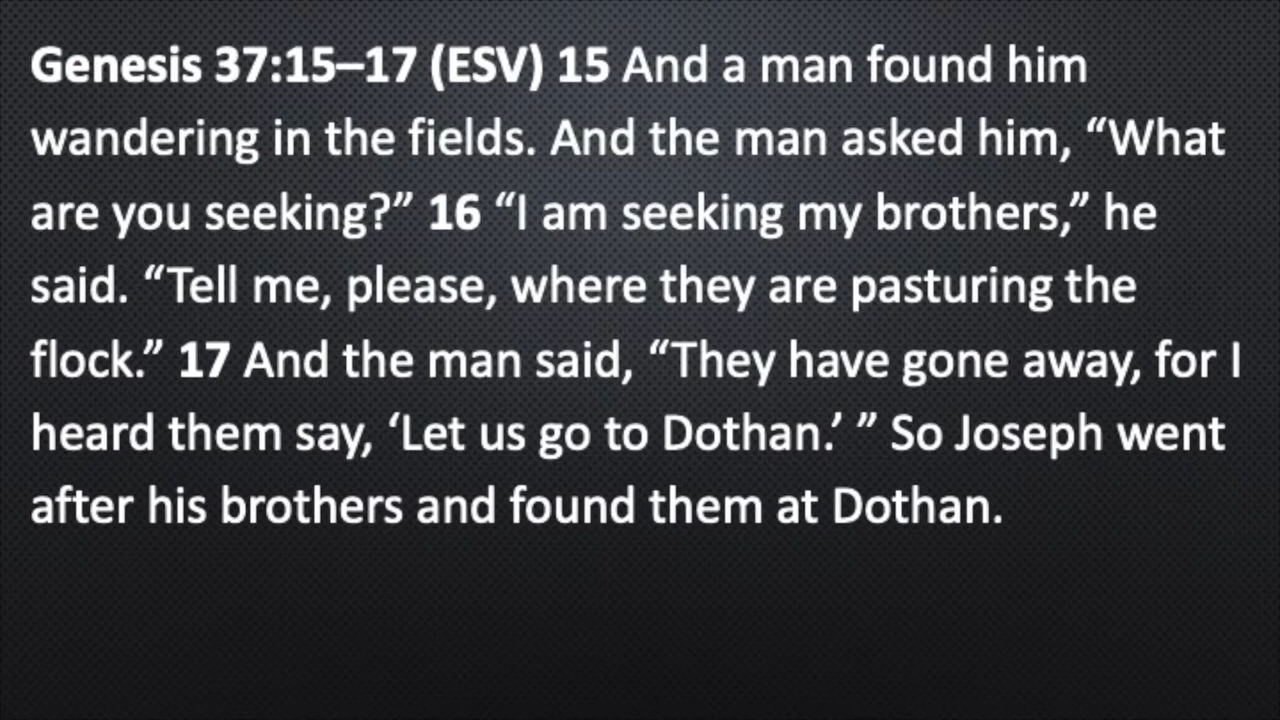 Genesis 37:15–17 (ESV) 15 And a man found him
wandering in the fields. And the man asked him, “What
are you seeking?” 16 “I am seeking my brothers,” he
said. “Tell me, please, where they are pasturing the
flock.” 17 And the man said, “They have gone away, for I
heard them say, ‘Let us go to Dothan.’ ” So Joseph went
after his brothers and found them at Dothan.